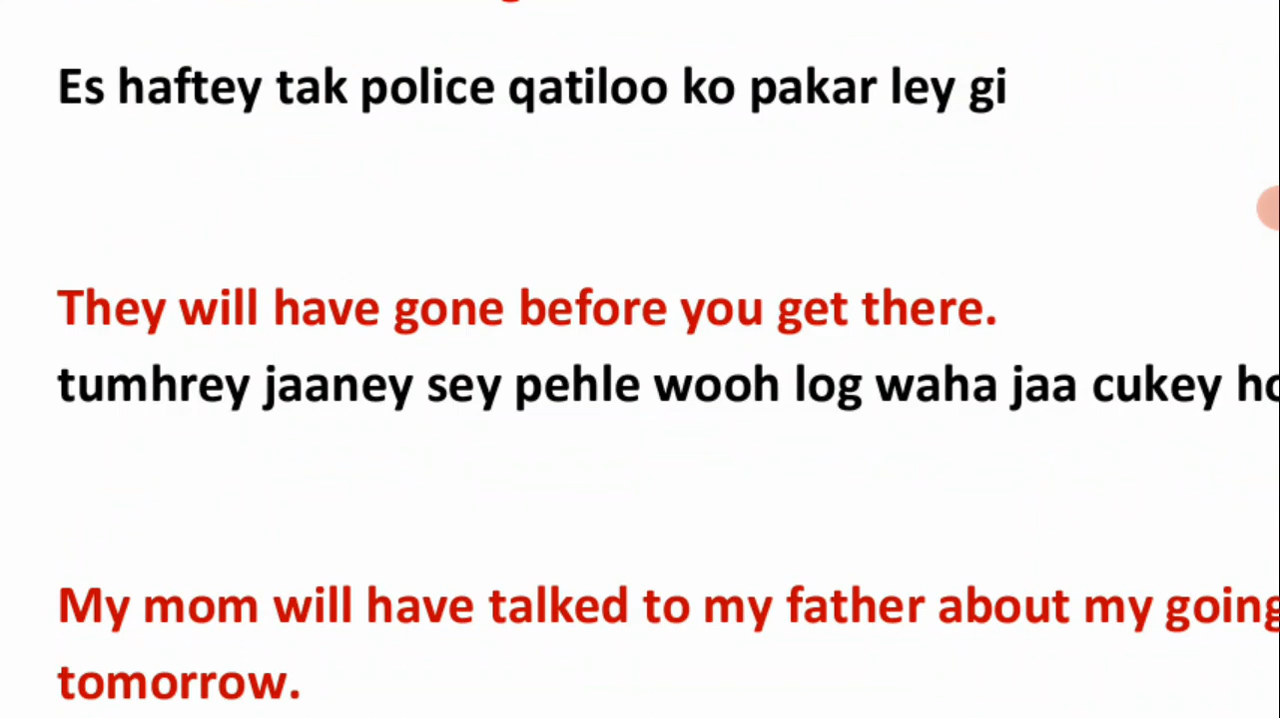 Es haftey tak police qatiloo ko pakar ley gi
They will have gone before you get there.
tumhrey jaaney sey pehle wooh log waha jaa cukey
My mom will have talked to my father about my going
tomorrow.